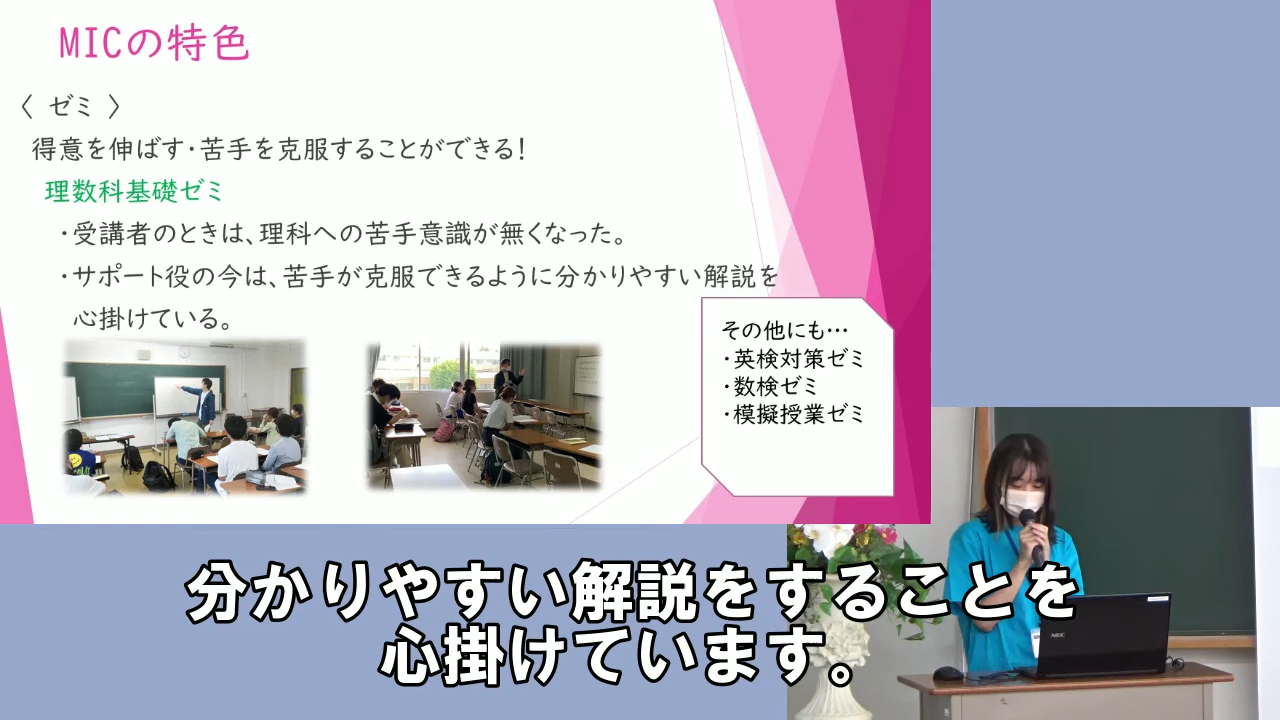 MICの特色
〈 ゼミ 〉
得意を伸ばす・苦手を克服することができる!
理数科基礎ゼミ
・受講者のときは、理科への苦手意識が無くなった。
・サポート役の今は、苦手が克服できるように分かりやすい解説を
心掛けている。
その他にも…
・英検対策ゼミ
・数検ゼミ
・模擬授業ゼミ
NEC
分かりやすい解説をすることを
心掛けています。